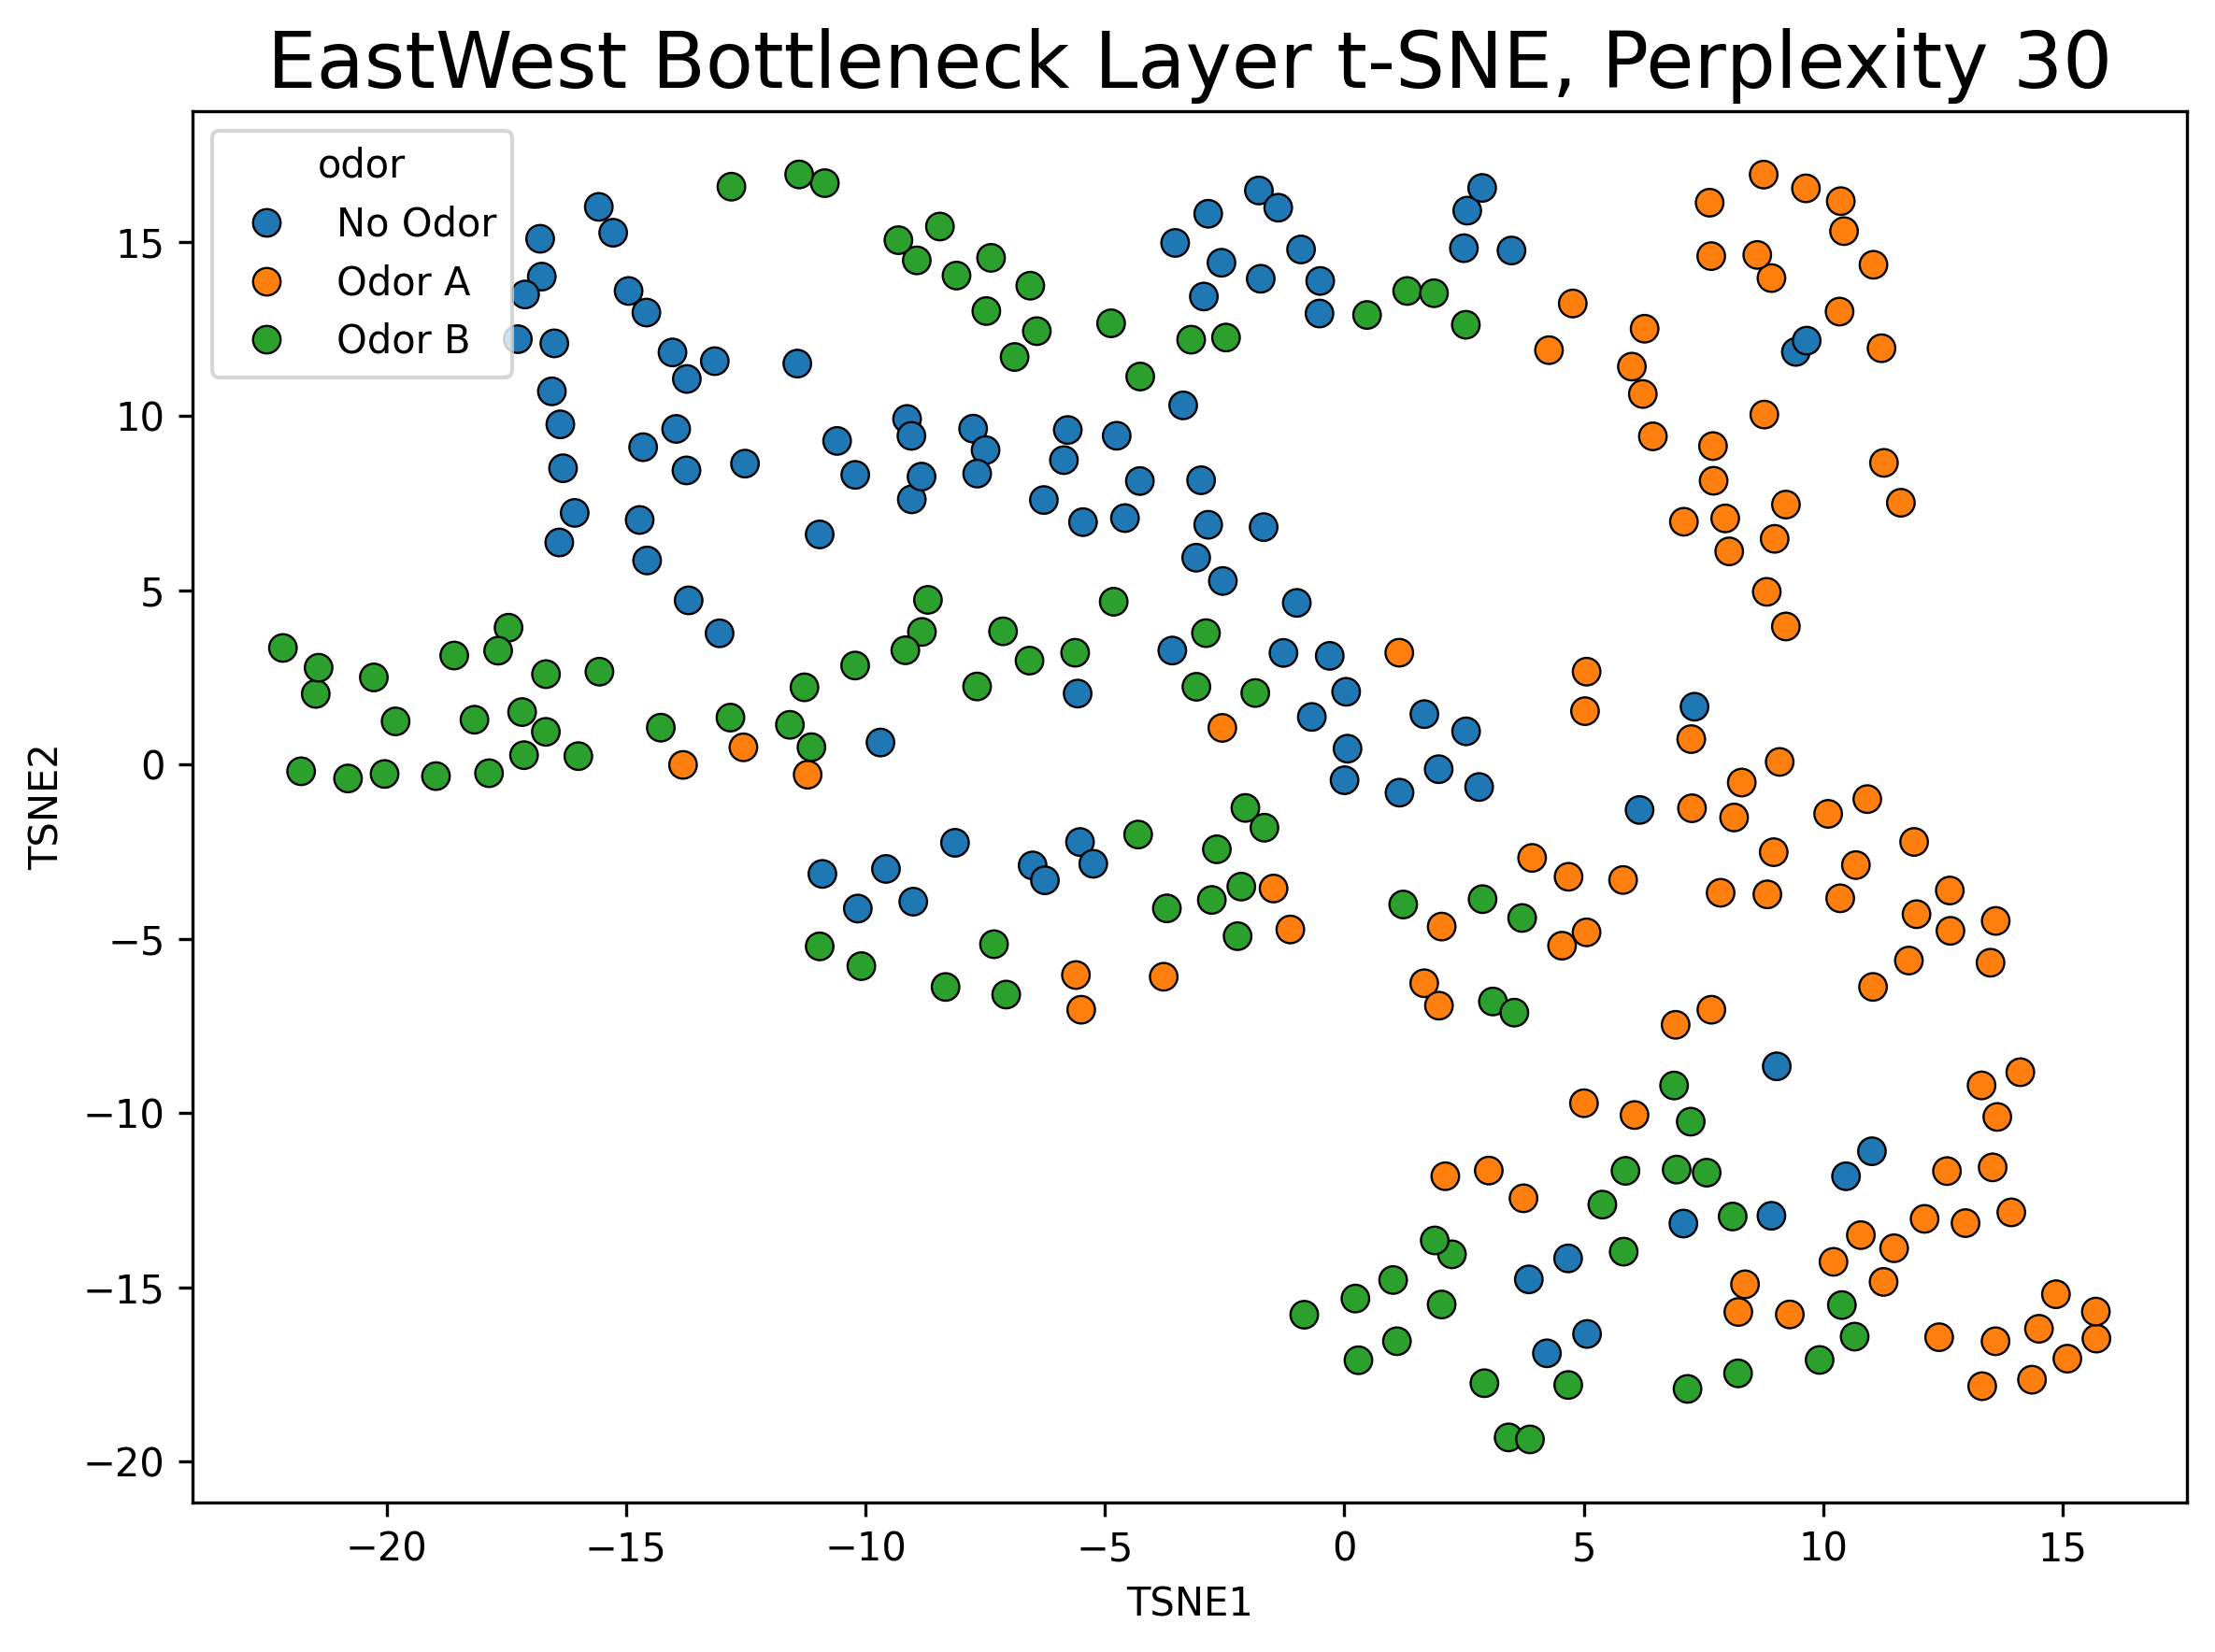 EastWest Bottleneck Layer t-SNE, Perplexity 30
odor
No Odor
Odor A
Odor B
15
10
5
0
−5
−10
−15
−20
TSNE2
−20 −15 −10 −5 0 5 10 15
TSNE1